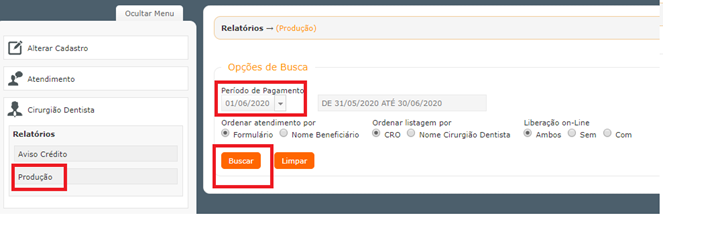 Ocultar Menu
Alterar Cadastro
Atendimento
Cirurgião Dentista
Relatórios
Aviso Crédito
Produção
Relatórios → (Produção)
Opções de Busca
Período de Pagamento
01/06/2020 DE 31/05/2020 ATÉ 30/06/2020
Ordenar atendimento por Ordenar listagem por Liberação on-Line
Formulário Nome Beneficiário CRO Nome Cirurgião Dentista Ambos Sem Com
Buscar Limpar